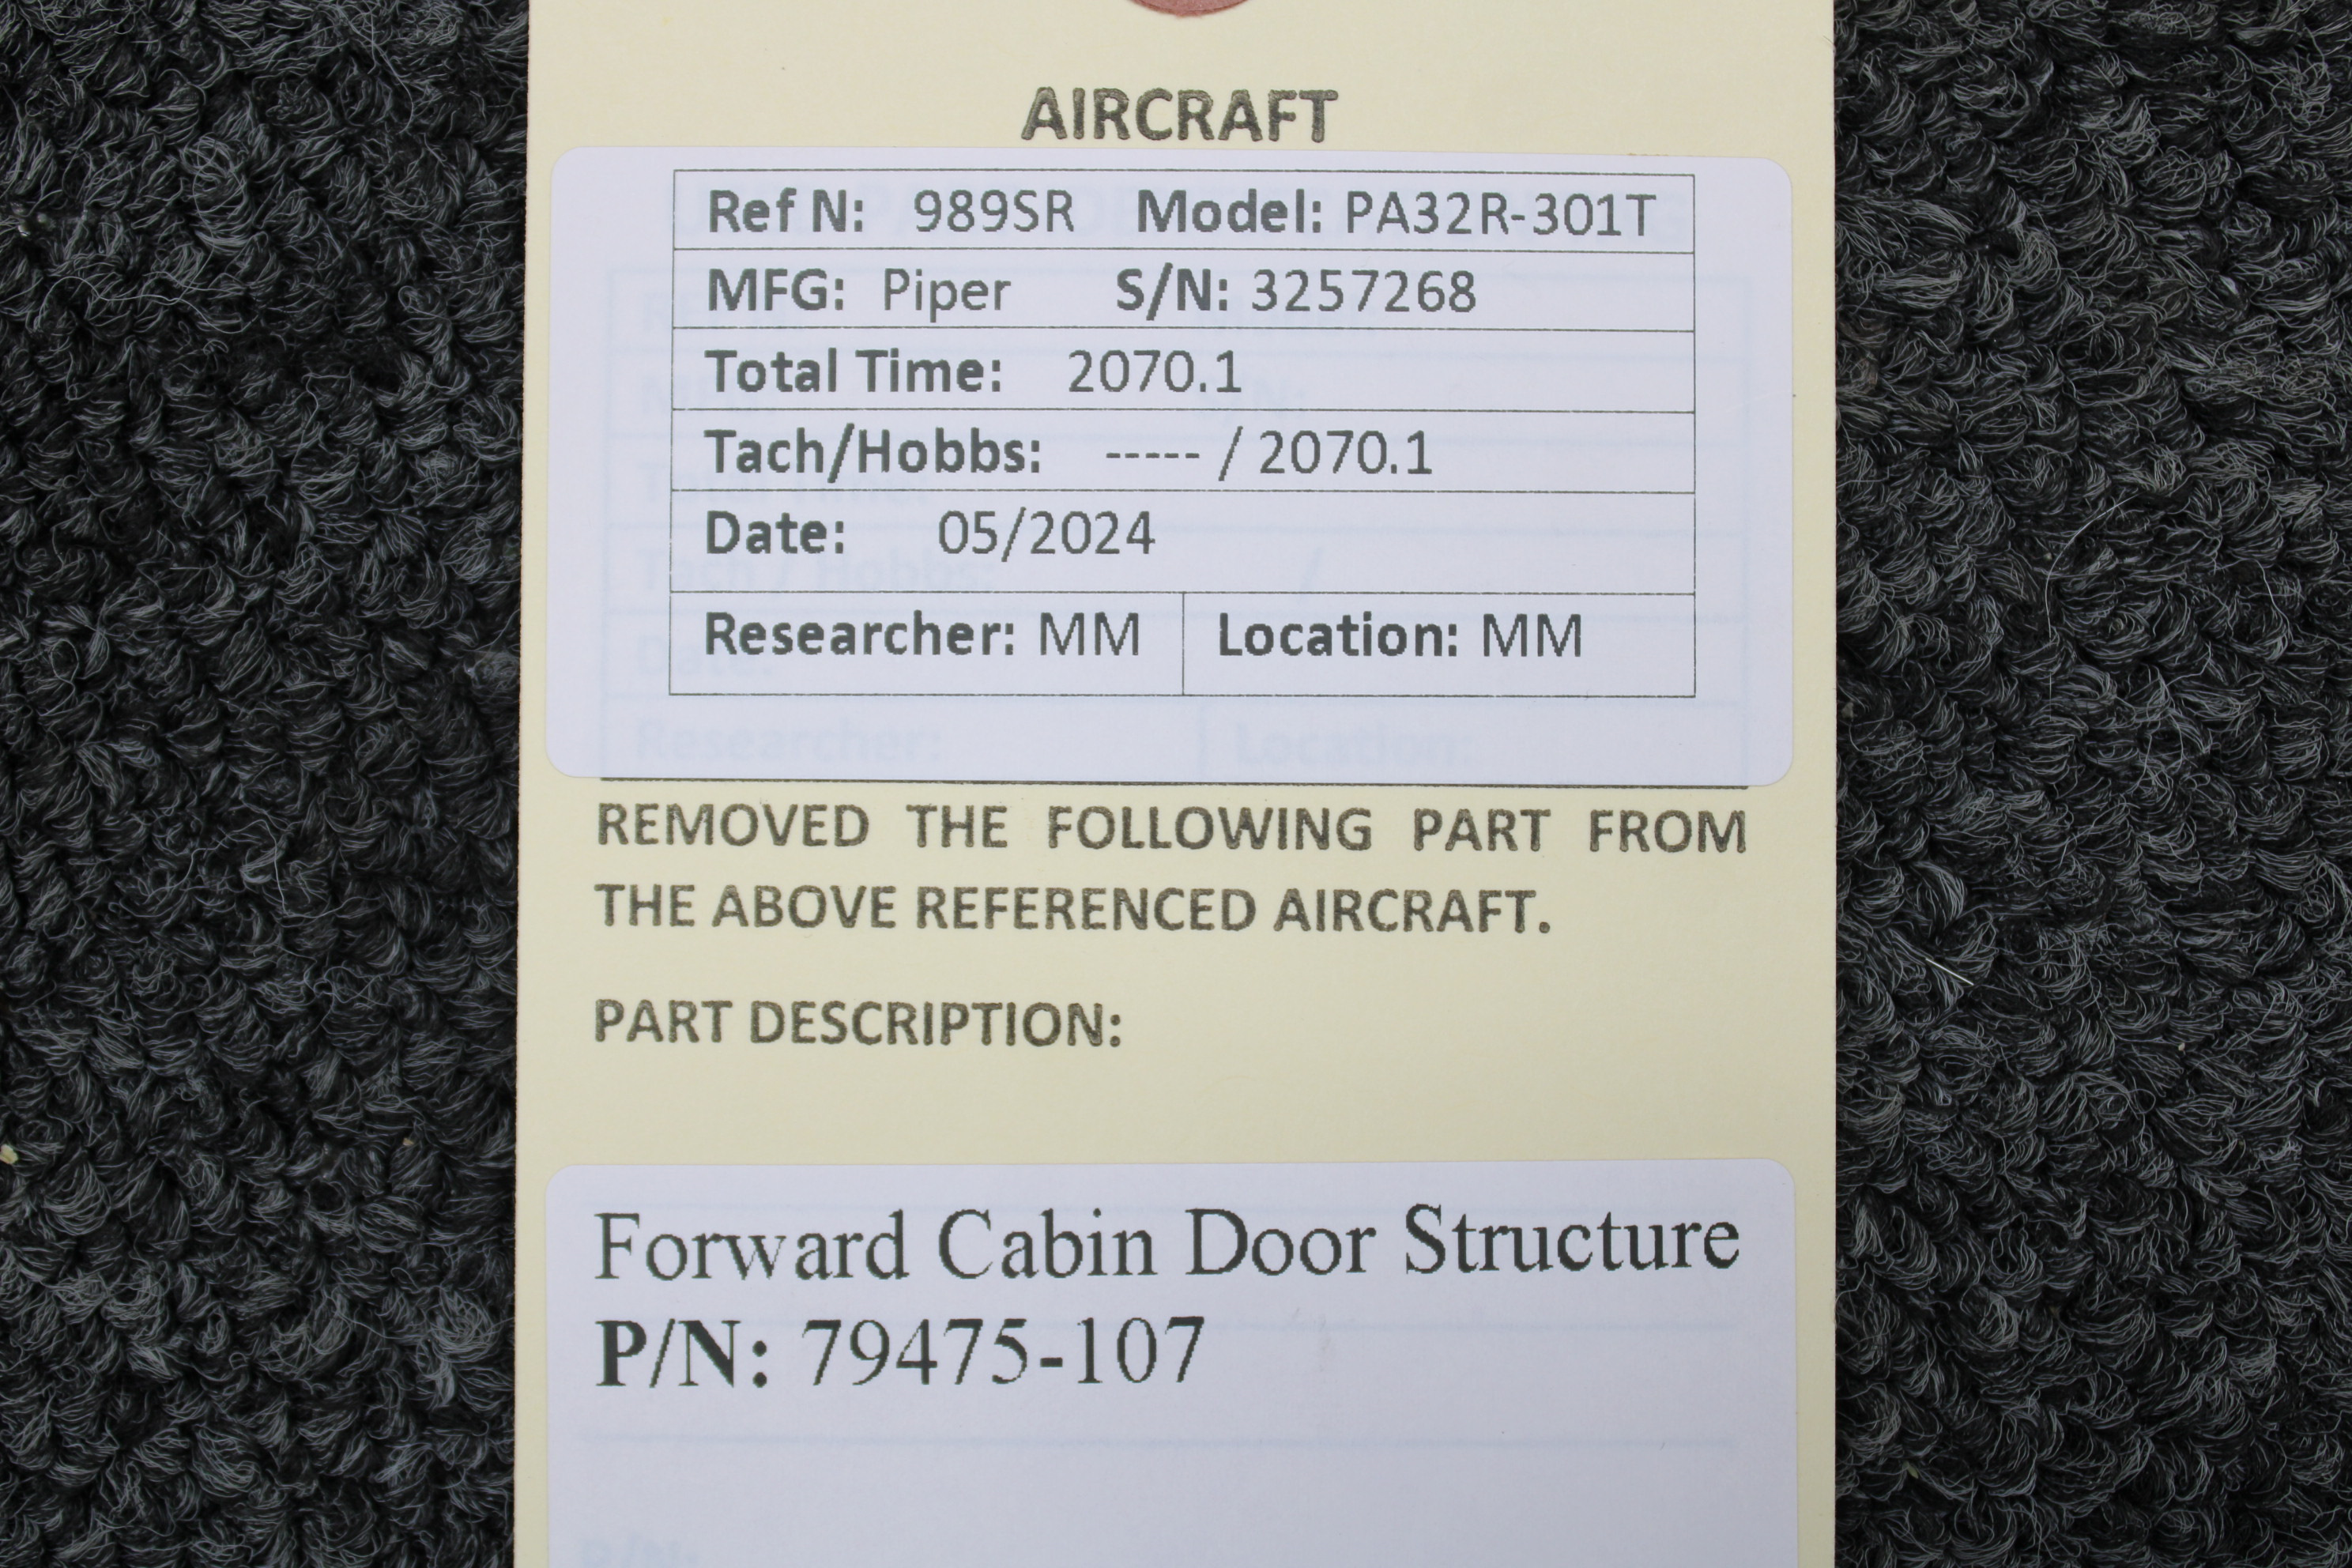 AIRCRAFT
Ref N: 989SR Model: PA32R-301T
MFG: Piper S/N: 3257268
Total Time: 2070.1
Tach/Hobbs: ----- / 2070.1
Date: 05/2024
Researcher: MM Location: MM
Researcher: Location:
REMOVED THE FOLLOWING PART FROM
THE ABOVE REFERENCED AIRCRAFT.
PART DESCRIPTION:
Forward Cabin Door Structure
P/N: 79475-107
P/N: